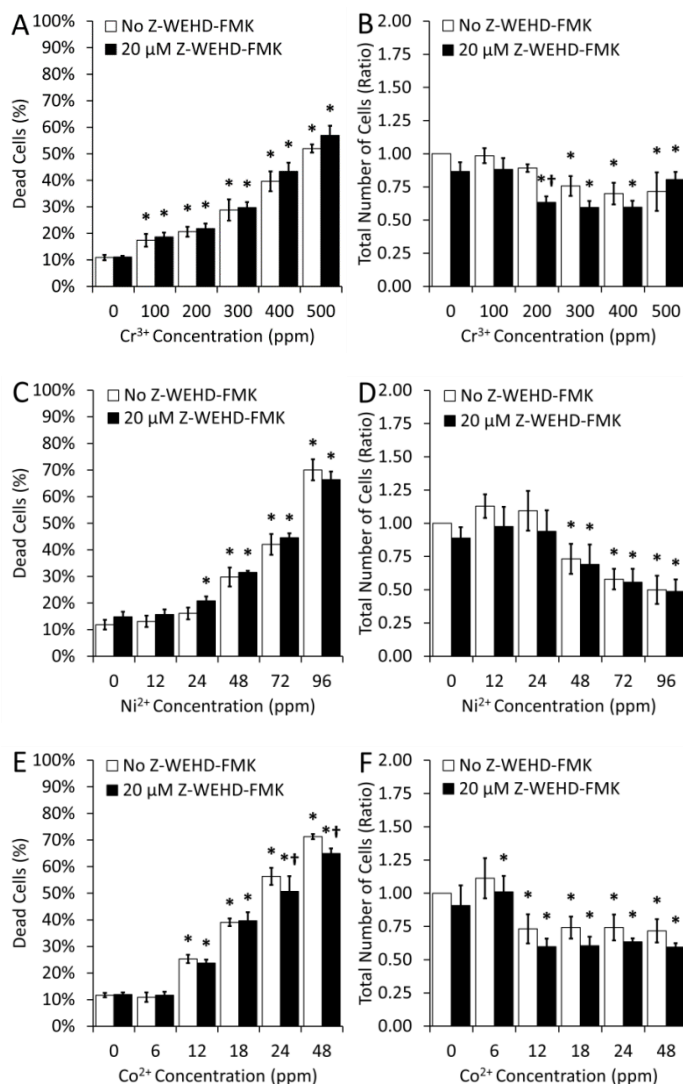 A
No Z-WEHD-FMK
20 µM Z-WEHD-FMK
100%
90%
80%
70%
60%
50%
40%
30%
20%
10%
0%
Dead Cells (%)
* * * * * * * * * *
0 100 200 300 400 500
Cr³⁺ Concentration (ppm)
B
No Z-WEHD-FMK
20 µM Z-WEHD-FMK
2.00
1.75
1.50
1.25
1.00
0.75
0.50
0.25
0.00
Total Number of Cells (Ratio)
*† * * * * * *
0 100 200 300 400 500
Cr³⁺ Concentration (ppm)
C
No Z-WEHD-FMK
20 µM Z-WEHD-FMK
100%
90%
80%
70%
60%
50%
40%
30%
20%
10%
0%
Dead Cells (%)
* * * * * * *
0 12 24 48 72 96
Ni²⁺ Concentration (ppm)
D
No Z-WEHD-FMK
20 µM Z-WEHD-FMK
2.00
1.75
1.50
1.25
1.00
0.75
0.50
0.25
0.00
Total Number of Cells (Ratio)
* * * * * *
0 12 24 48 72 96
Ni²⁺ Concentration (ppm)
E
No Z-WEHD-FMK
20 µM Z-WEHD-FMK
100%
90%
80%
70%
60%
50%
40%
30%
20%
10%
0%
Dead Cells (%)
* * * * * *† * *†
0 6 12 18 24 48
Co²⁺ Concentration (ppm)
F
No Z-WEHD-FMK
20 µM Z-WEHD-FMK
2.00
1.75
1.50
1.25
1.00
0.75
0.50
0.25
0.00
Total Number of Cells (Ratio)
* * * * * * * * *
0 6 12 18 24 48
Co²⁺ Concentration (ppm)